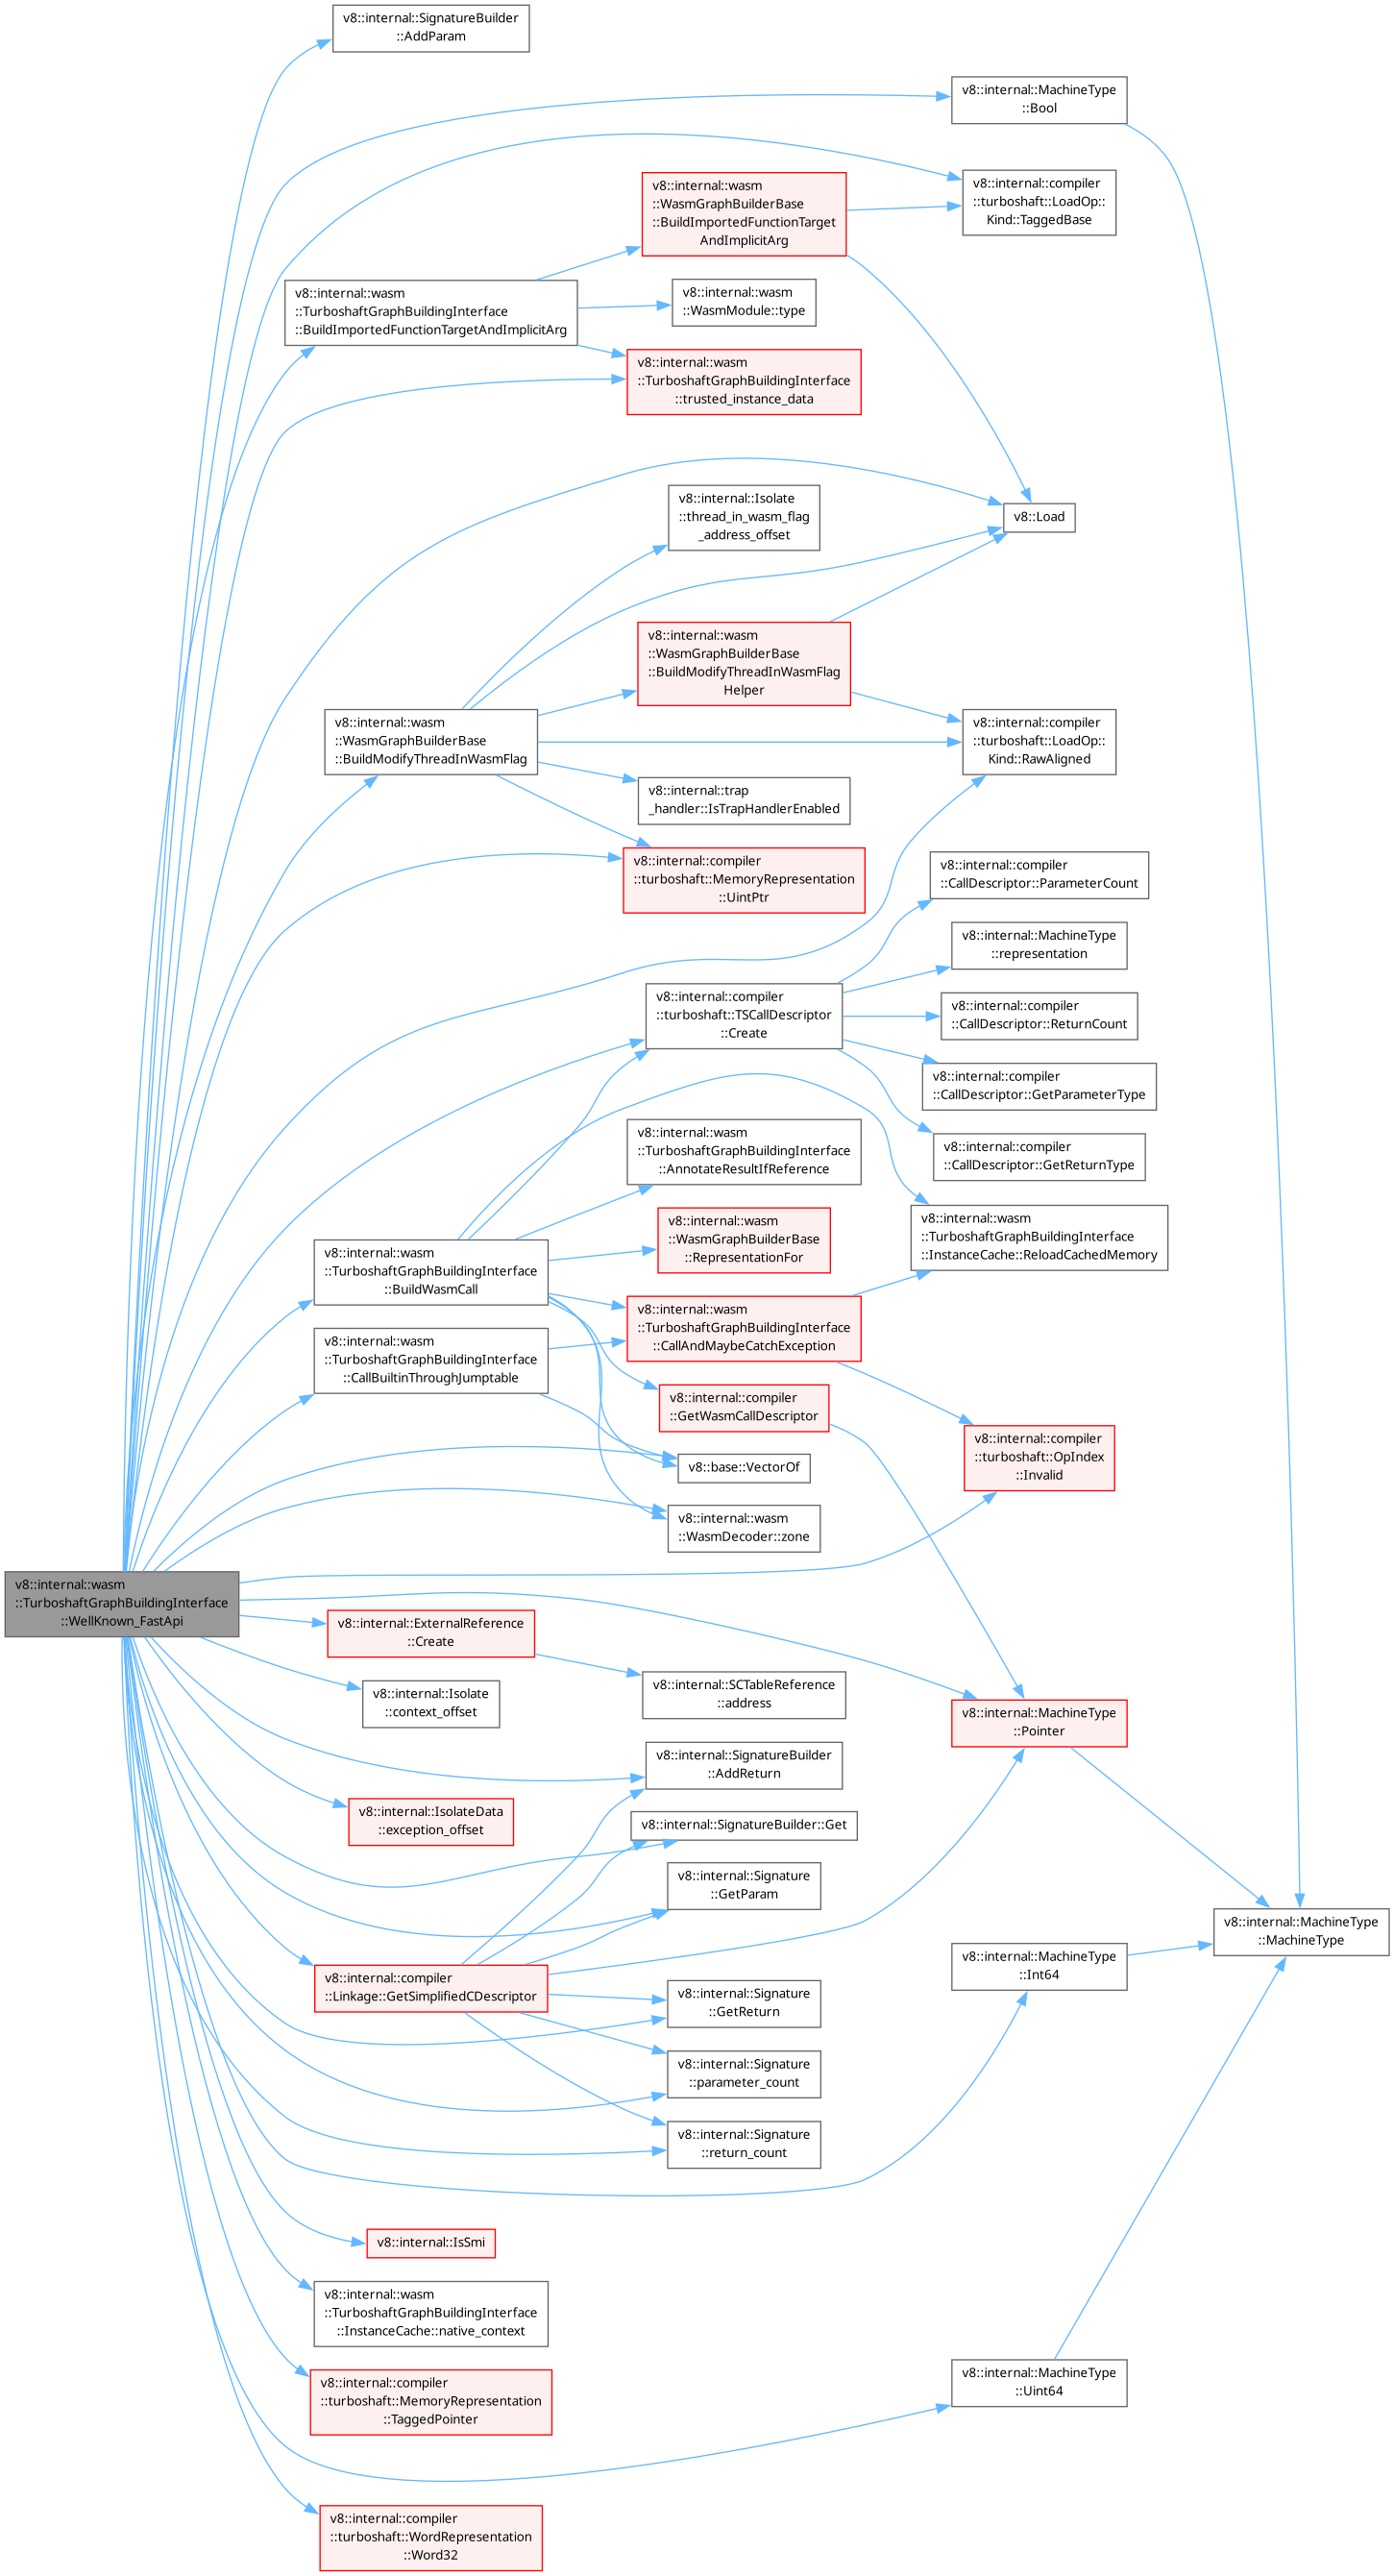 v8::internal::SignatureBuilder
::AddParam
v8::internal::MachineType
::Bool
v8::internal::wasm
::WasmGraphBuilderBase
::BuildImportedFunctionTarget
AndImplicitArg
v8::internal::compiler
::turboshaft::LoadOp::
Kind::TaggedBase
v8::internal::wasm
::TurboshaftGraphBuildingInterface
::BuildImportedFunctionTargetAndImplicitArg
v8::internal::wasm
::WasmModule::type
v8::internal::wasm
::TurboshaftGraphBuildingInterface
::trusted_instance_data
v8::internal::Isolate
::thread_in_wasm_flag
_address_offset
v8::Load
v8::internal::wasm
::WasmGraphBuilderBase
::BuildModifyThreadInWasmFlag
Helper
v8::internal::wasm
::WasmGraphBuilderBase
::BuildModifyThreadInWasmFlag
v8::internal::compiler
::turboshaft::LoadOp::
Kind::RawAligned
v8::internal::trap
_handler::IsTrapHandlerEnabled
v8::internal::compiler
::turboshaft::MemoryRepresentation
::UintPtr
v8::internal::compiler
::CallDescriptor::ParameterCount
v8::internal::MachineType
::representation
v8::internal::compiler
::turboshaft::TSCallDescriptor
::Create
v8::internal::compiler
::CallDescriptor::ReturnCount
v8::internal::compiler
::CallDescriptor::GetParameterType
v8::internal::wasm
::TurboshaftGraphBuildingInterface
::AnnotateResultIfReference
v8::internal::compiler
::CallDescriptor::GetReturnType
v8::internal::wasm
::WasmGraphBuilderBase
::RepresentationFor
v8::internal::wasm
::TurboshaftGraphBuildingInterface
::InstanceCache::ReloadCachedMemory
v8::internal::wasm
::TurboshaftGraphBuildingInterface
::BuildWasmCall
v8::internal::wasm
::TurboshaftGraphBuildingInterface
::CallAndMaybeCatchException
v8::internal::wasm
::TurboshaftGraphBuildingInterface
::CallBuiltinThroughJumptable
v8::internal::compiler
::GetWasmCallDescriptor
v8::internal::compiler
::turboshaft::OpIndex
::Invalid
v8::base::VectorOf
v8::internal::wasm
::WasmDecoder::zone
v8::internal::wasm
::TurboshaftGraphBuildingInterface
::WellKnown_FastApi
v8::internal::ExternalReference
::Create
v8::internal::Isolate
::context_offset
v8::internal::SCTableReference
::address
v8::internal::MachineType
::Pointer
v8::internal::SignatureBuilder
::AddReturn
v8::internal::IsolateData
::exception_offset
v8::internal::SignatureBuilder::Get
v8::internal::Signature
::GetParam
v8::internal::MachineType
::MachineType
v8::internal::compiler
::Linkage::GetSimplifiedCDescriptor
v8::internal::MachineType
::Int64
v8::internal::Signature
::GetReturn
v8::internal::Signature
::parameter_count
v8::internal::Signature
::return_count
v8::internal::IsSmi
v8::internal::wasm
::TurboshaftGraphBuildingInterface
::InstanceCache::native_context
v8::internal::compiler
::turboshaft::MemoryRepresentation
::TaggedPointer
v8::internal::MachineType
::Uint64
v8::internal::compiler
::turboshaft::WordRepresentation
::Word32